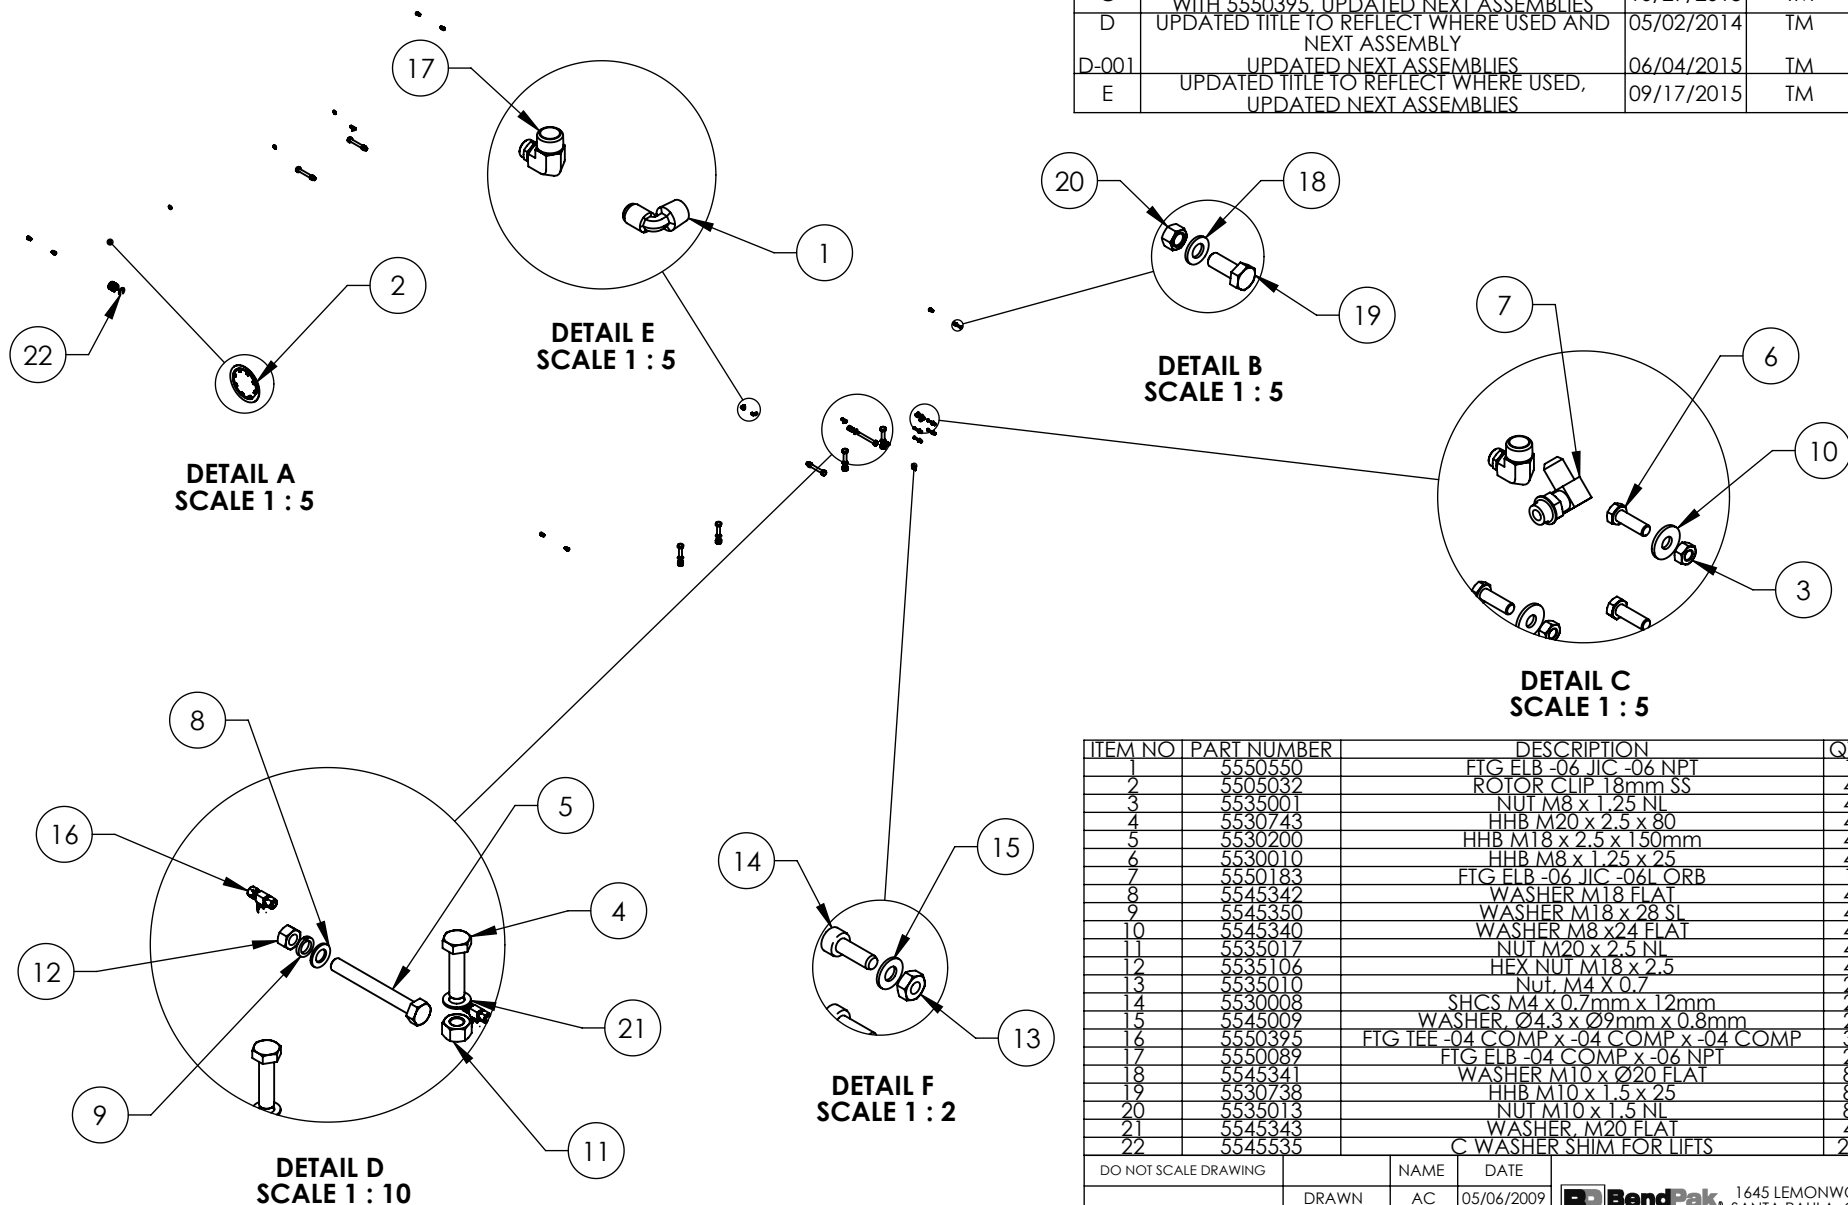 WITH 5550395, UPDATED NEXT ASSEMBLIES TM
D UPDATED TITLE TO REFLECT WHERE USED AND NEXT ASSEMBLY 05/02/2014 TM
D-001 UPDATED NEXT ASSEMBLIES 06/04/2015 TM
E UPDATED TITLE TO REFLECT WHERE USED, UPDATED NEXT ASSEMBLIES 09/17/2015 TM
17
1
DETAIL E
SCALE 1 : 5
2
22
DETAIL A
SCALE 1 : 5
20
18
19
DETAIL B
SCALE 1 : 5
7
6
10
3
DETAIL C
SCALE 1 : 5
8
5
16
4
12
21
9
11
DETAIL D
SCALE 1 : 10
14
15
13
DETAIL F
SCALE 1 : 2
ITEM NO PART NUMBER DESCRIPTION
1 5550550 FTG ELB -06 JIC -06 NPT
2 5505032 ROTOR CLIP 18mm SS
3 5535001 NUT M8 x 1.25 NL
4 5530743 HHB M20 x 2.5 x 80
5 5530200 HHB M18 x 2.5 x 150mm
6 5530010 HHB M8 x 1.25 x 25
7 5550183 FTG ELB -06 JIC -06L ORB
8 5545342 WASHER M18 FLAT
9 5545350 WASHER M18 x 28 SL
10 5545340 WASHER M8 x24 FLAT
11 5535017 NUT M20 x 2.5 NL
12 5535106 HEX NUT M18 x 2.5
13 5535010 Nut, M4 X 0.7
14 5530008 SHCS M4 x 0.7mm x 12mm
15 5545009 WASHER, Ø4.3 x Ø9mm x 0.8mm
16 5550395 FTG TEE -04 COMP x -04 COMP x -04 COMP
17 5550089 FTG ELB -04 COMP x -06 NPT
18 5545341 WASHER M10 x Ø20 FLAT
19 5530738 HHB M10 x 1.5 x 25
20 5535013 NUT M10 x 1.5 NL
21 5545343 WASHER, M20 FLAT
22 5545535 C WASHER SHIM FOR LIFTS
DO NOT SCALE DRAWING NAME DATE
DRAWN AC 05/06/2009
BendPak
1645